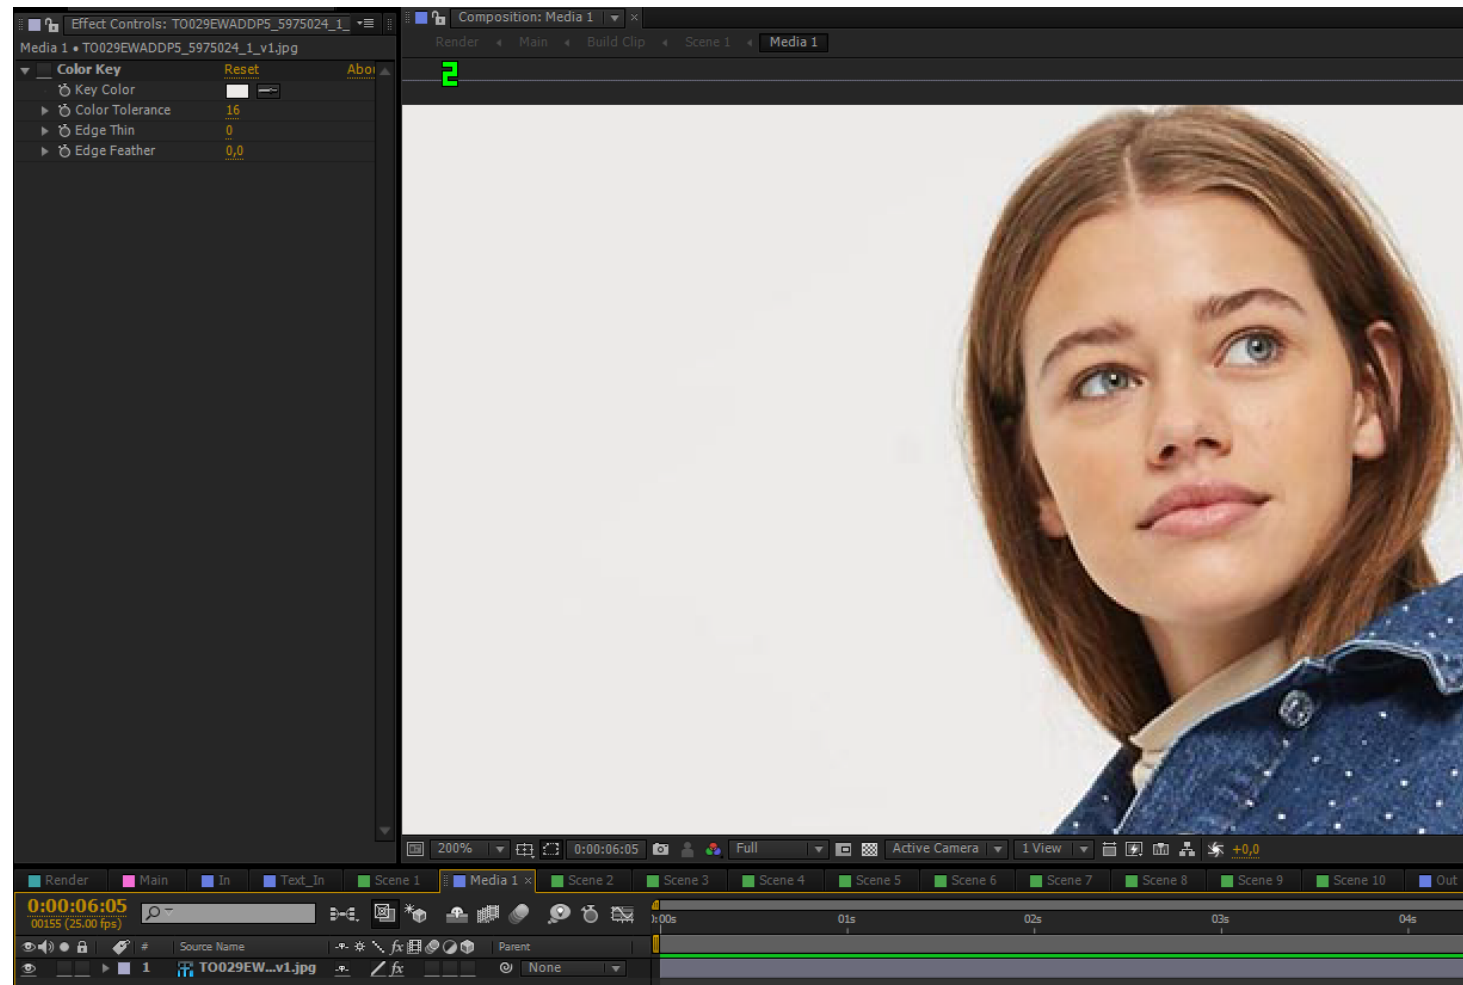 Effect Controls: TO029EWADDP5_5975024_1_
Media 1 • TO029EWADDP5_5975024_1_v1.jpg
Color Key Reset Abou
Key Color
Color Tolerance 16
Edge Thin 0
Edge Feather 0,0
Composition: Media 1
Render Main Build Clip Scene 1 Media 1
2
200% 0:00:06:05 Full Active Camera 1 View +0,0
Render Main In Text_In Scene 1 Media 1 Scene 2 Scene 3 Scene 4 Scene 5 Scene 6 Scene 7 Scene 8 Scene 9 Scene 10 Out
0:00:06:05
00155 (25.00 fps)
):00s 01s 02s 03s 04s
# Source Name fx Parent
1 TO029EW...v1.jpg fx None